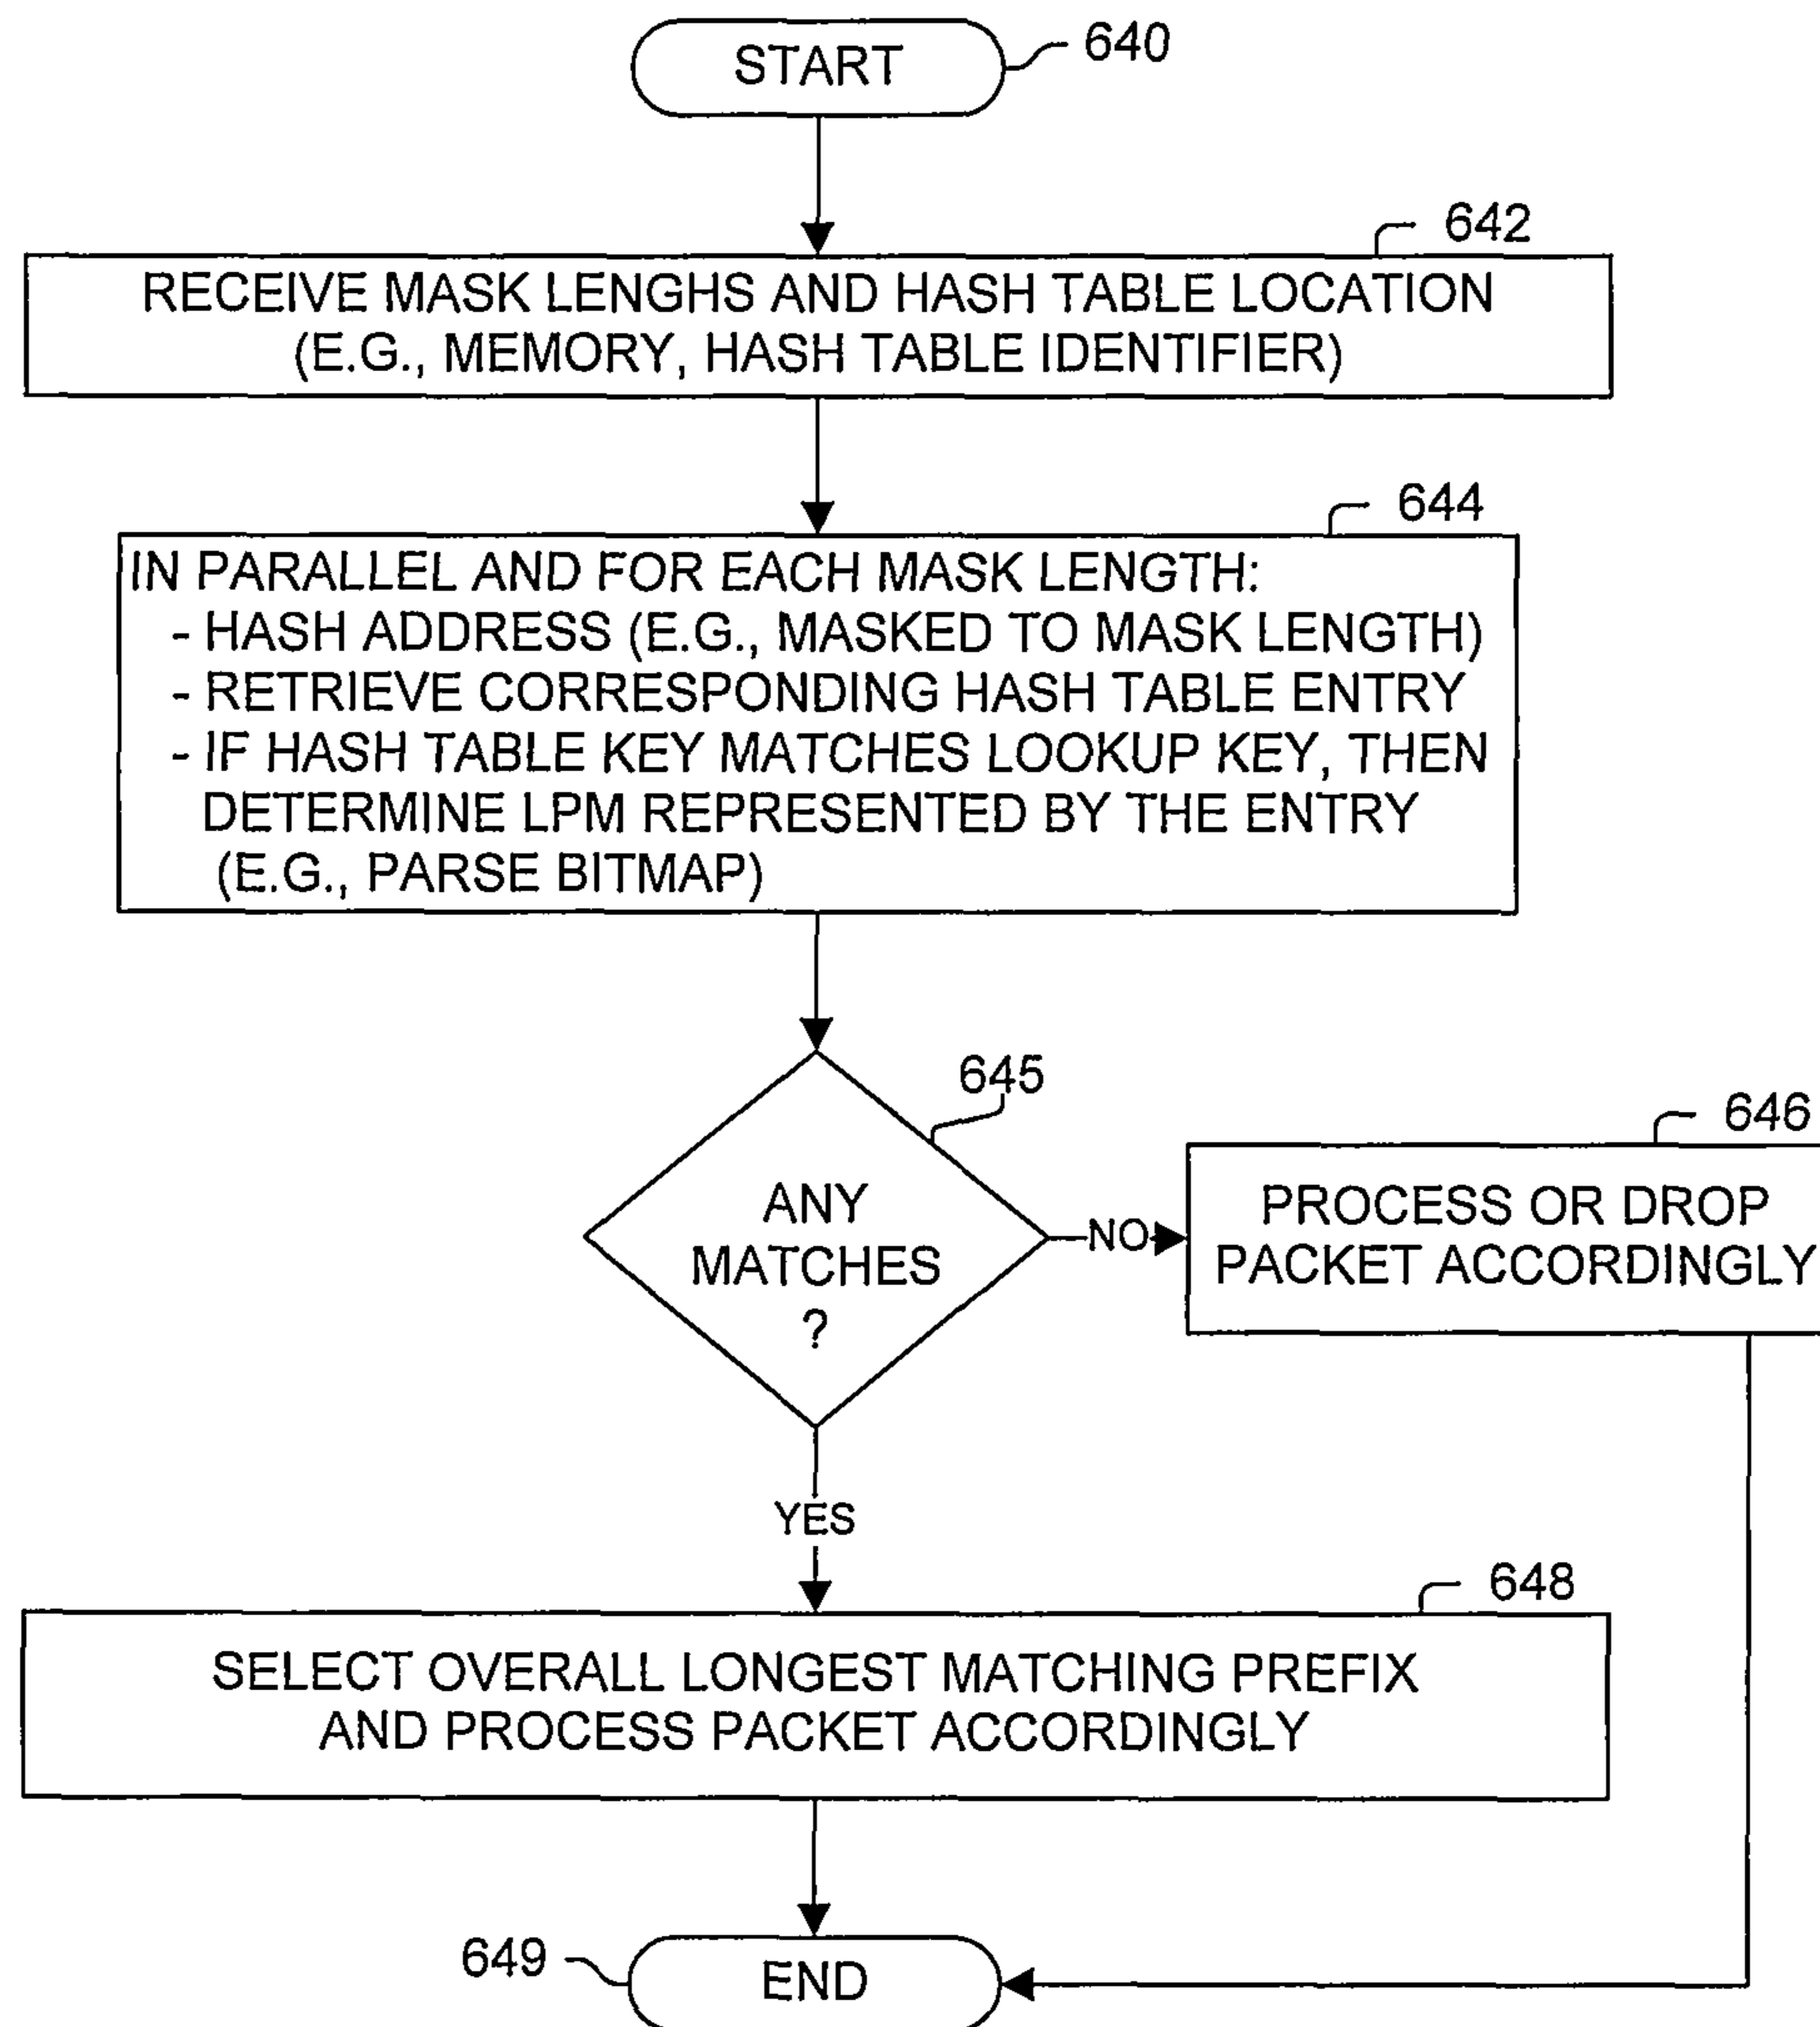 START
640
642
RECEIVE MASK LENGHS AND HASH TABLE LOCATION
(E.G., MEMORY, HASH TABLE IDENTIFIER)
644
IN PARALLEL AND FOR EACH MASK LENGTH:
- HASH ADDRESS (E.G., MASKED TO MASK LENGTH)
- RETRIEVE CORRESPONDING HASH TABLE ENTRY
- IF HASH TABLE KEY MATCHES LOOKUP KEY, THEN
DETERMINE LPM REPRESENTED BY THE ENTRY
(E.G., PARSE BITMAP)
645
ANY
MATCHES
?
NO
646
PROCESS OR DROP
PACKET ACCORDINGLY
YES
648
SELECT OVERALL LONGEST MATCHING PREFIX
AND PROCESS PACKET ACCORDINGLY
649
END